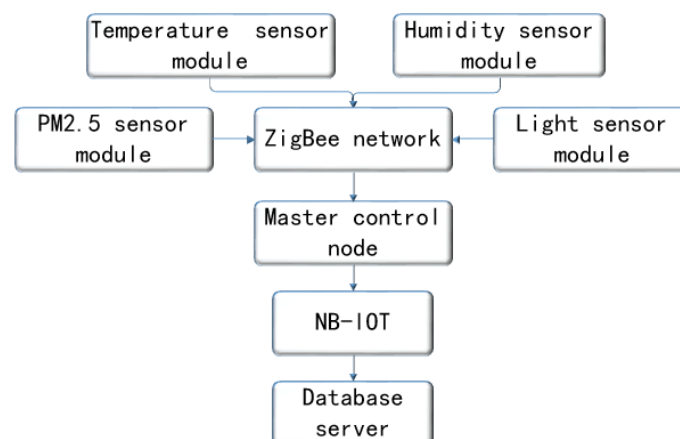 Temperature sensor
module
Humidity sensor
module
PM2.5 sensor
module
ZigBee network
Light sensor
module
Master control
node
NB-IOT
Database
server